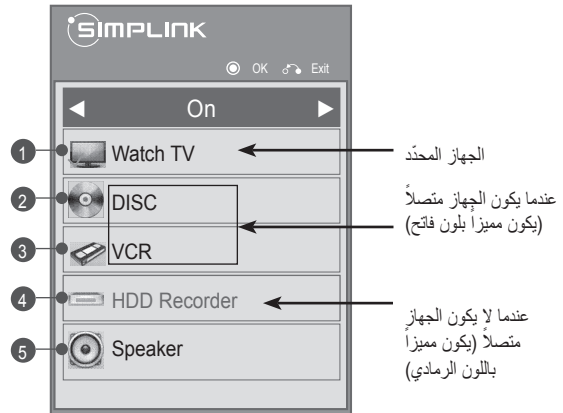 SIMPLINK
OK Exit
On
1 Watch TV
الجهاز المحدّد
2 DISC
عندما يكون الجهاز متصلاً
(يكون مميزاً بلون فاتح)
3 VCR
4 HDD Recorder
عندما لا يكون الجهاز
متصلاً (يكون مميزاً
باللون الرمادي)
5 Speaker